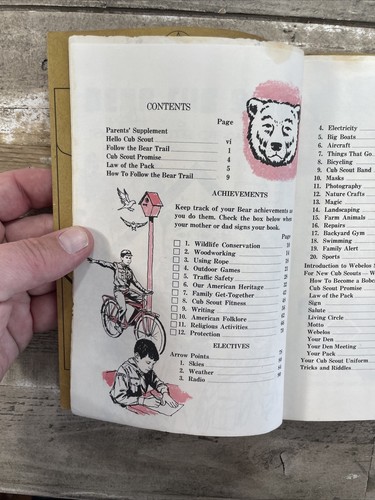 CONTENTS
Page
Parents' Supplement
Hello Cub Scout vi
Follow the Bear Trail 1
Cub Scout Promise 4
Law of the Pack 5
How To Follow the Bear Trail 9
ACHIEVEMENTS
Keep track of your Bear achievements as
you do them. Check the box below when
your mother or dad signs your book.
Page
1. Wildlife Conservation
2. Woodworking
3. Using Rope
4. Outdoor Games
5. Traffic Safety
6. Our American Heritage
7. Family Get-Together
8. Cub Scout Fitness
9. Writing
10. American Folklore
11. Religious Activities
12. Protection
ELECTIVES
Arrow Points
1. Skies
2. Weather
3. Radio
4. Electricity
5. Big Boats
6. Aircraft
7. Things That Go
8. Bicycling
9. Cub Scout Band
10. Masks
11. Photography
12. Nature Crafts
13. Magic
14. Landscaping
15. Farm Animals
16. Repairs
17. Backyard Gym
18. Swimming
19. Family Alert
20. Sports
Introduction to Webelos
For New Cub Scouts
How To Become a
Cub Scout Promise
Law of the Pack
Sign
Salute
Living Circle
Motto
Webelos
Your Den
Your Den Meeting
Your Pack
Your Cub Scout Uniform
Tricks and Riddles